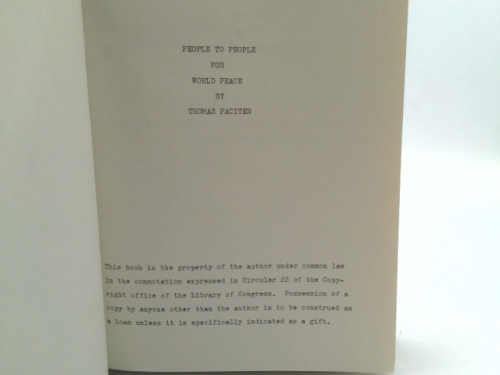 PEOPLE TO PEOPLE
FOR
WORLD PEACE
BY
THOMAS PACITER
This book is the property of the author under common law
in the connotation expressed in Circular 22 of the Copy-
right office of the Library of Congress. Possession of a
copy by anyone other than the author is to be construed as
a loan unless it is specifically indicated as a gift.